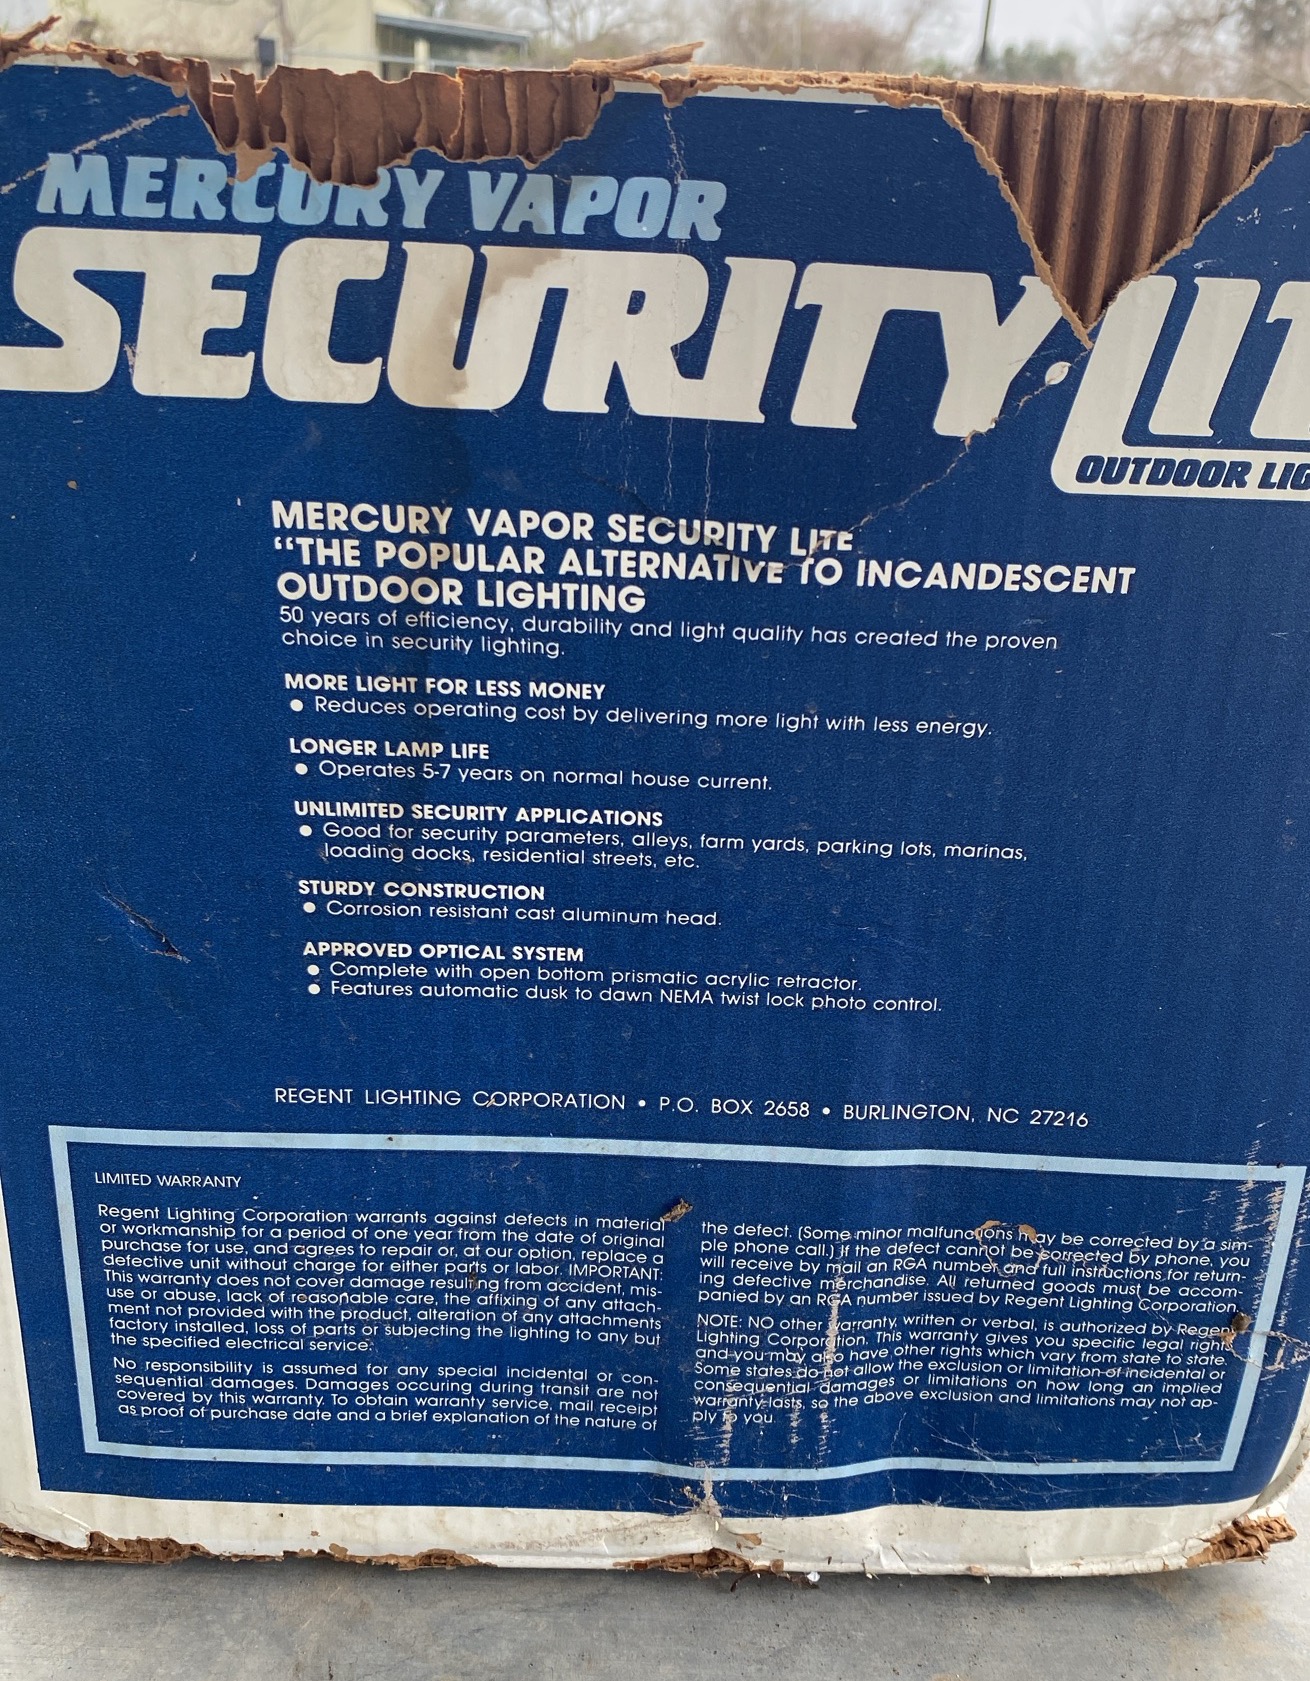 MERCURY VAPOR
SECURITY LIT
OUTDOOR LIG
MERCURY VAPOR SECURITY LITE
“THE POPULAR ALTERNATIVE TO INCANDESCENT
OUTDOOR LIGHTING
50 years of efficiency, durability and light quality has created the proven
choice in security lighting.
MORE LIGHT FOR LESS MONEY
● Reduces operating cost by delivering more light with less energy.
LONGER LAMP LIFE
● Operates 5-7 years on normal house current.
UNLIMITED SECURITY APPLICATIONS
● Good for security parameters, alleys, farm yards, parking lots, marinas,
loading docks, residential streets, etc.
STURDY CONSTRUCTION
● Corrosion resistant cast aluminum head.
APPROVED OPTICAL SYSTEM
● Complete with open bottom prismatic acrylic retractor.
● Features automatic dusk to dawn NEMA twist lock photo control.
REGENT LIGHTING CORPORATION • P.O. BOX 2658 • BURLINGTON, NC 27216
LIMITED WARRANTY
Regent Lighting Corporation warrants against defects in material
or workmanship for a period of one year from the date of original
purchase for use, and agrees to repair or, at our option, replace a
defective unit without charge for either parts or labor. IMPORTANT:
This warranty does not cover damage resulting from accident, mis-
use or abuse, lack of reasonable care, the affixing of any attach-
ment not provided with the product, alteration of any attachments
factory installed, loss of parts or subjecting the lighting to any but
the specified electrical service.
No responsibility is assumed for any special incidental or con-
sequential damages. Damages occuring during transit are not
covered by this warranty. To obtain warranty service, mail receipt
as proof of purchase date and a brief explanation of the nature of
the defect. (Some minor malfunctions may be corrected by a sim-
ple phone call.) If the defect cannot be corrected by phone, you
will receive by mail an RGA number and full instructions for return-
ing defective merchandise. All returned goods must be accom-
panied by an RGA number issued by Regent Lighting Corporation.
NOTE: NO other warranty, written or verbal, is authorized by Regent
Lighting Corporation. This warranty gives you specific legal rights
and you may also have other rights which vary from state to state.
Some states do not allow the exclusion or limitation of incidental or
consequential damages or limitations on how long an implied
warranty lasts, so the above exclusion and limitations may not ap-
ply to you